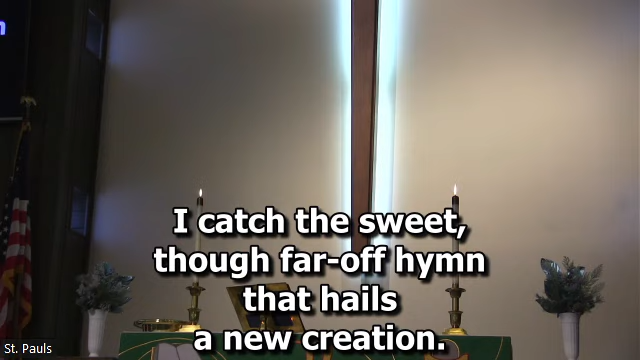 I catch the sweet,
though far-off hymn
that hails
a new creation.
St. Pauls